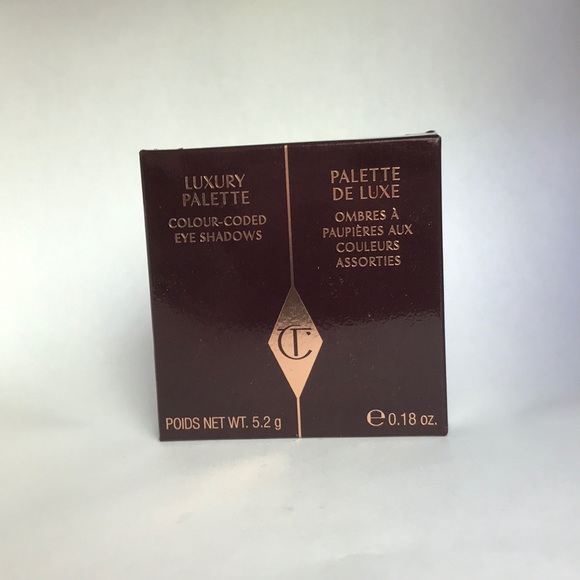 LUXURY
PALETTE
COLOUR-CODED
EYE SHADOWS
PALETTE
DE LUXE
OMBRES À
PAUPIÈRES AUX
COULEURS
ASSORTIES
CT
POIDS NET WT. 5.2 g
℮ 0.18 oz.